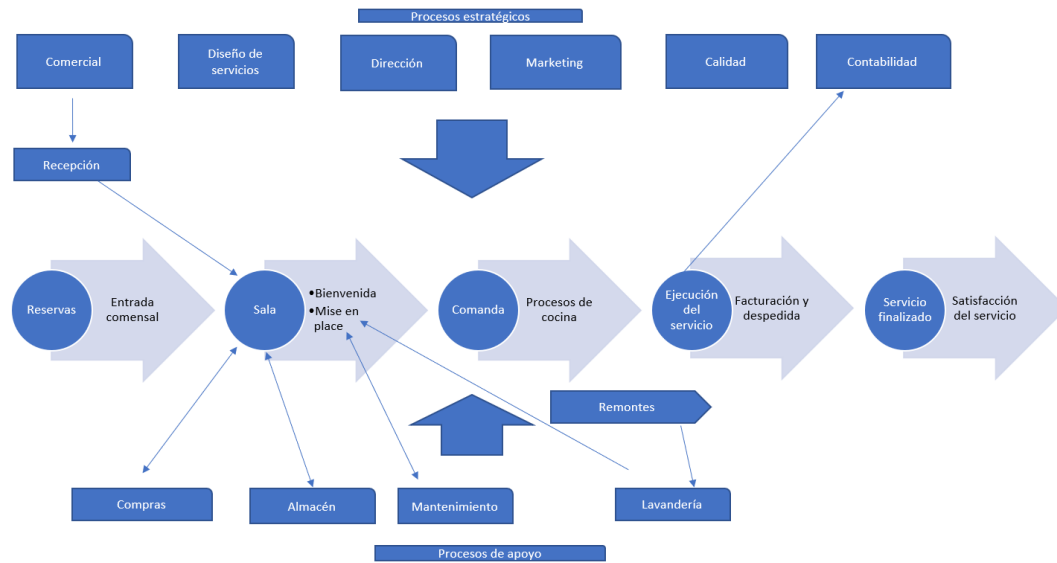 Procesos estratégicos
Comercial
Diseño de
servicios
Dirección
Marketing
Calidad
Contabilidad
Recepción
Reservas
Entrada
comensal
Sala
•Bienvenida
•Mise en
place
Comanda
Procesos de
cocina
Ejecución
del
servicio
Facturación y
despedida
Servicio
finalizado
Satisfacción
del servicio
Remontes
Compras
Almacén
Mantenimiento
Lavandería
Procesos de apoyo